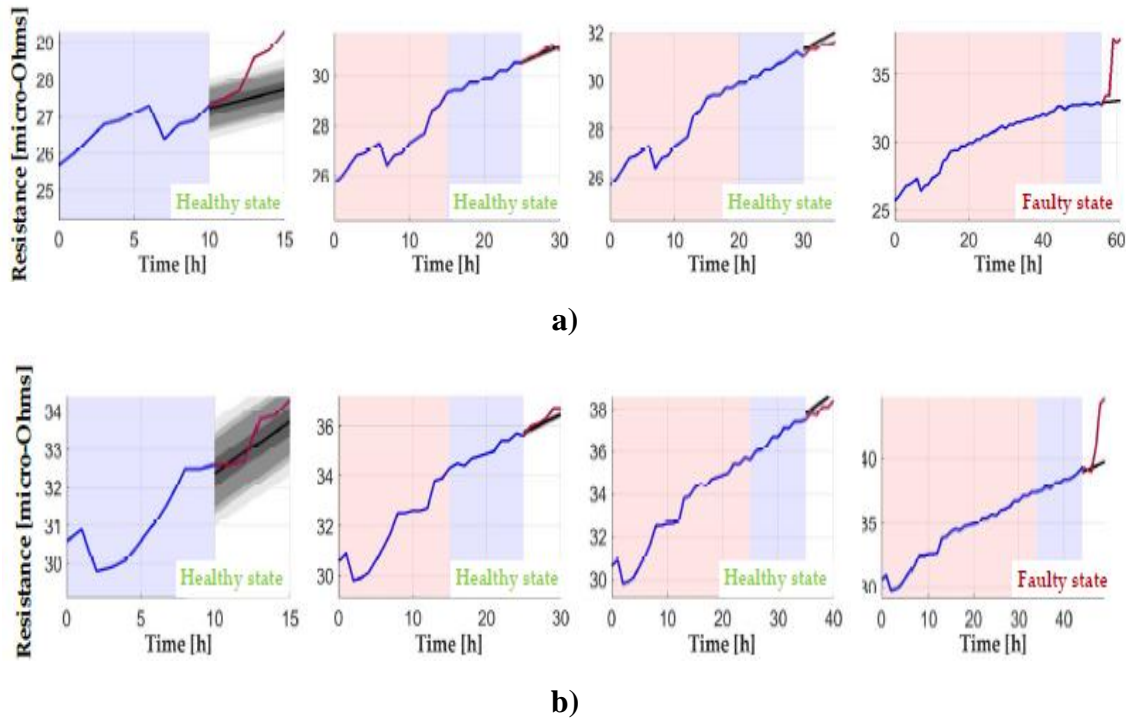 Resistance [micro-Ohms]
20
28
27
26
25
0 5 10 15
Time [h]
Healthy state
30
28
26
0 10 20 30
Time [h]
Healthy state
32
30
28
26
0 10 20 30
Time [h]
Healthy state
35
30
25
0 20 40 60
Time [h]
Faulty state
a)
Resistance [micro-Ohms]
34
33
32
31
30
0 5 10 15
Time [h]
Healthy state
36
34
32
30
0 10 20 30
Time [h]
Healthy state
38
36
34
32
30
0 10 20 30 40
Time [h]
Healthy state
40
35
30
0 10 20 30 40
Time [h]
Faulty state
b)